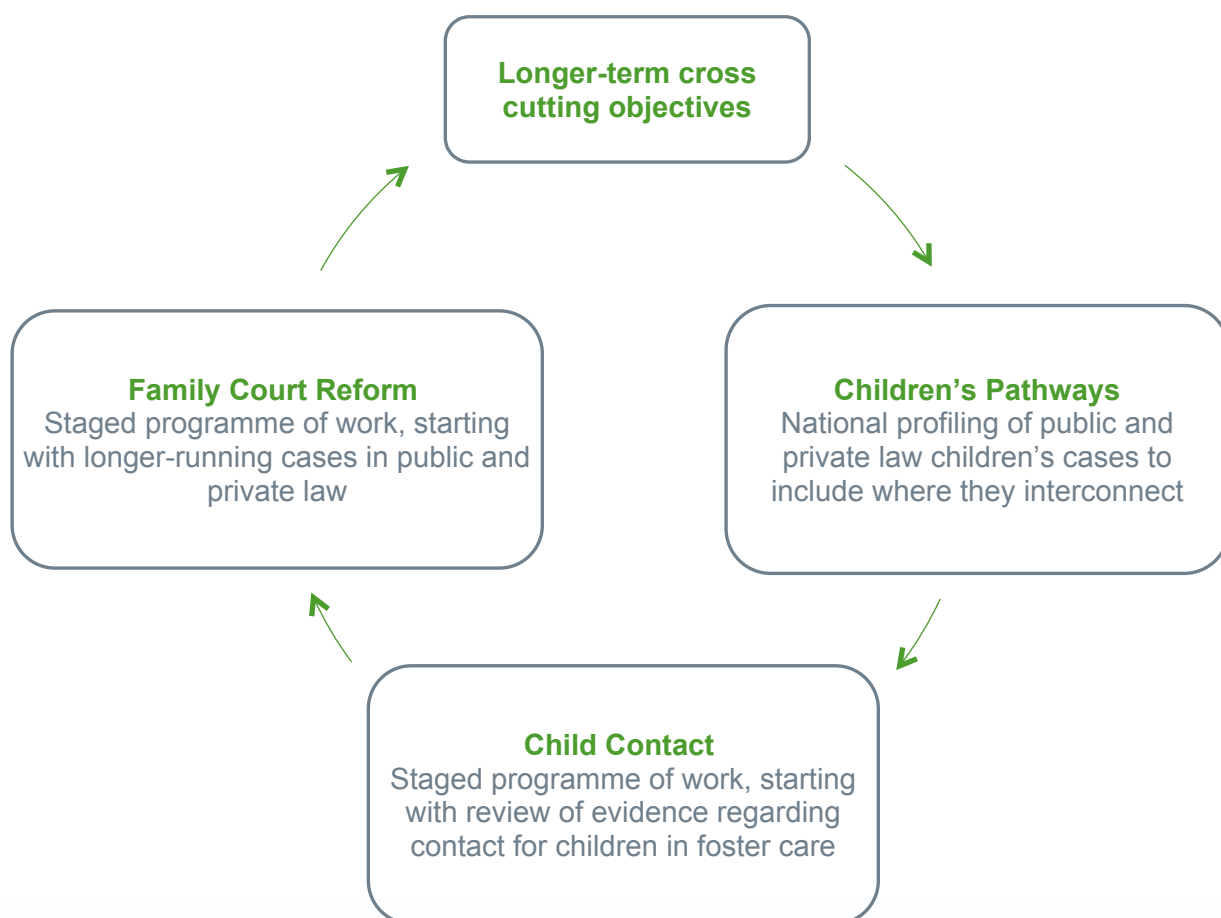 Longer-term cross
cutting objectives
Family Court Reform
Staged programme of work, starting
with longer-running cases in public and
private law
Children’s Pathways
National profiling of public and
private law children’s cases to
include where they interconnect
Child Contact
Staged programme of work, starting
with review of evidence regarding
contact for children in foster care